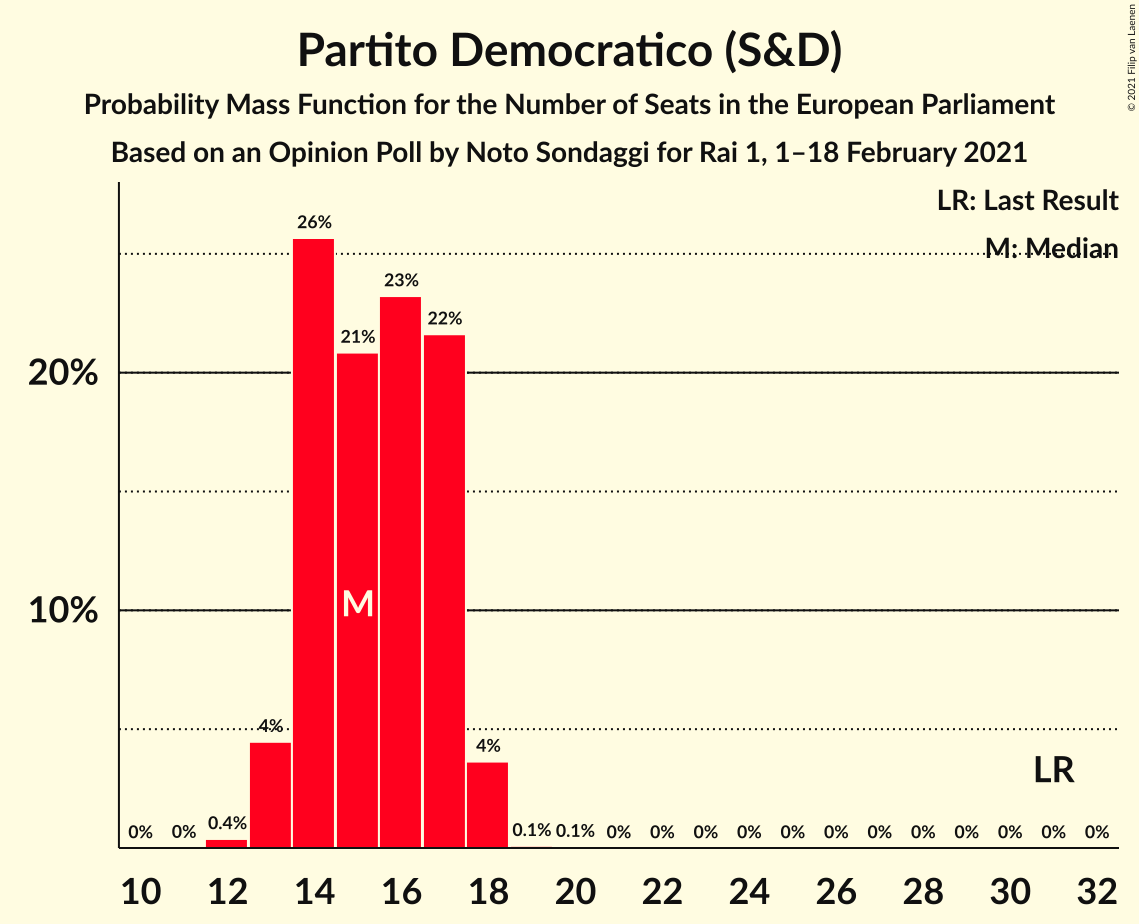 Partito Democratico (S&D)
Probability Mass Function for the Number of Seats in the European Parliament
Based on an Opinion Poll by Noto Sondaggi for Rai 1, 1–18 February 2021
© 2021 Filip van Laenen
LR: Last Result
M: Median
26%
23%
22%
21%
20%
10%
M
4%
4%
LR
0% 0% 0.4% 0.1% 0.1% 0% 0% 0% 0% 0% 0% 0% 0% 0% 0% 0% 0%
10 12 14 16 18 20 22 24 26 28 30 32